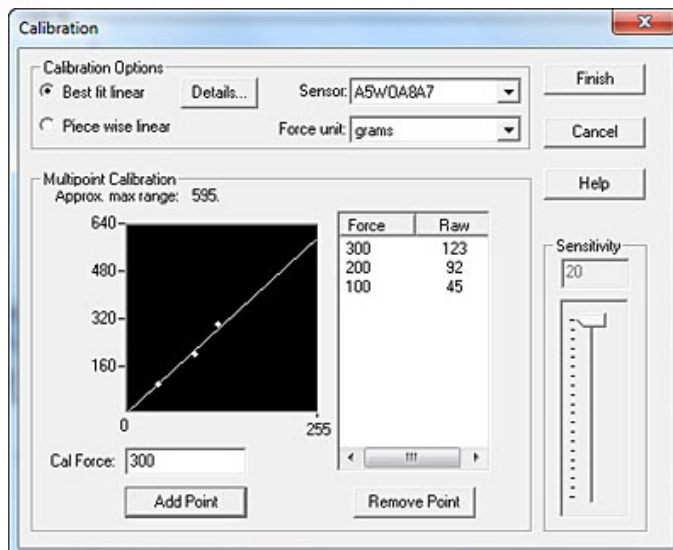 Calibration
Calibration Options
Best fit linear
Details...
Piece wise linear
Sensor: A5W0A8A7
Force unit: grams
Finish
Cancel
Help
Multipoint Calibration
Approx. max range: 595.
640
480
320
160
0
255
Force Raw
300 123
200 92
100 45
Cal Force: 300
Add Point
Remove Point
Sensitivity
20